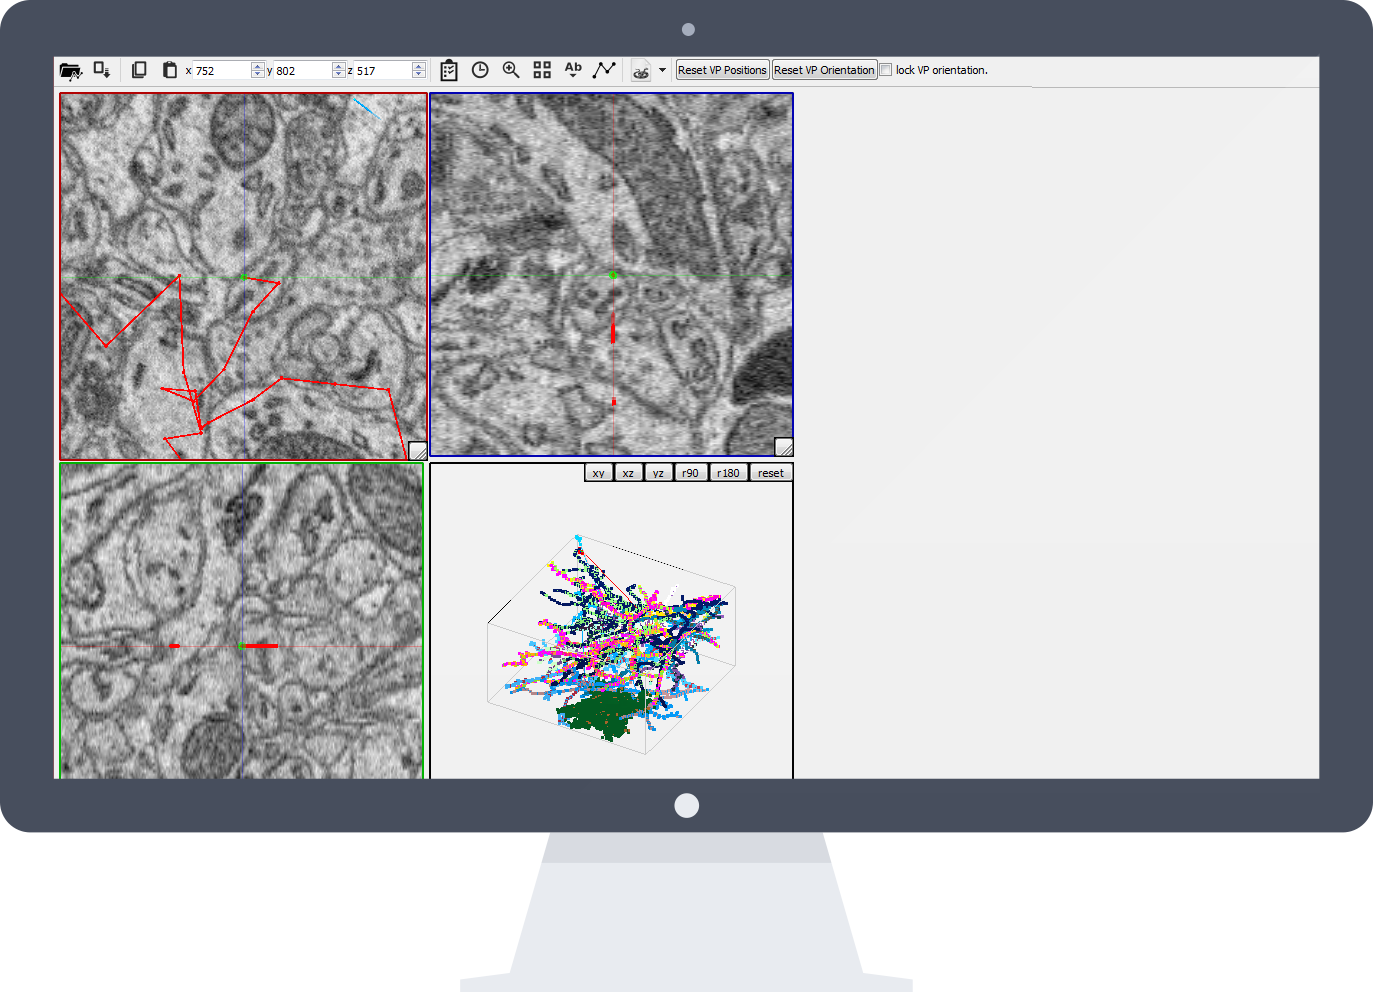 x 752 y 802 z 517 Ab Reset VP Positions Reset VP Orientation lock VP orientation.
xy xz yz r90 r180 reset